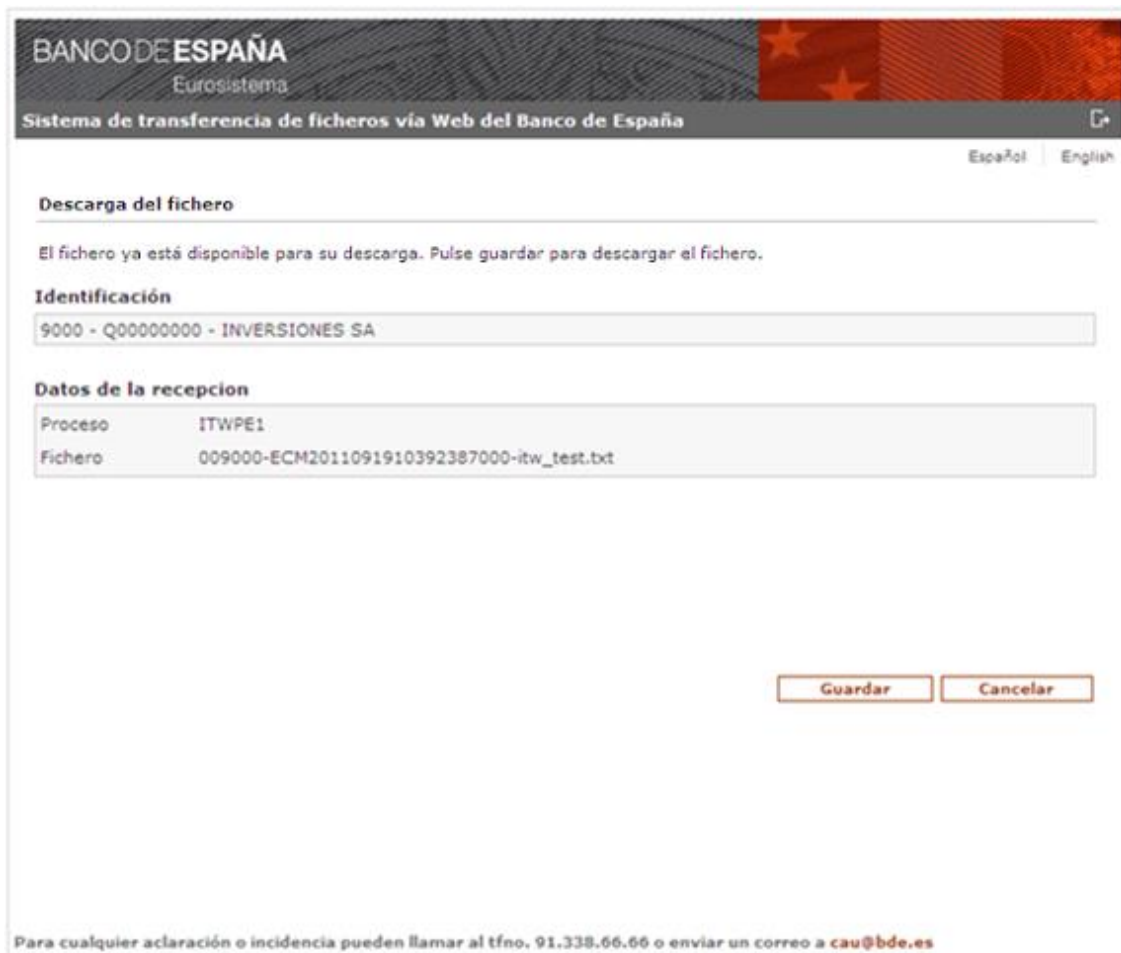 BANCO DE ESPAÑA
Eurosistema
Sistema de transferencia de ficheros vía Web del Banco de España
Español English
Descarga del fichero
El fichero ya está disponible para su descarga. Pulse guardar para descargar el fichero.
Identificación
9000 - Q00000000 - INVERSIONES SA
Datos de la recepcion
Proceso ITWPE1
Fichero 009000-ECM2011091910392387000-itw_test.txt
Guardar Cancelar
Para cualquier aclaración o incidencia pueden llamar al tfno. 91.338.66.66 o enviar un correo a cau@bde.es